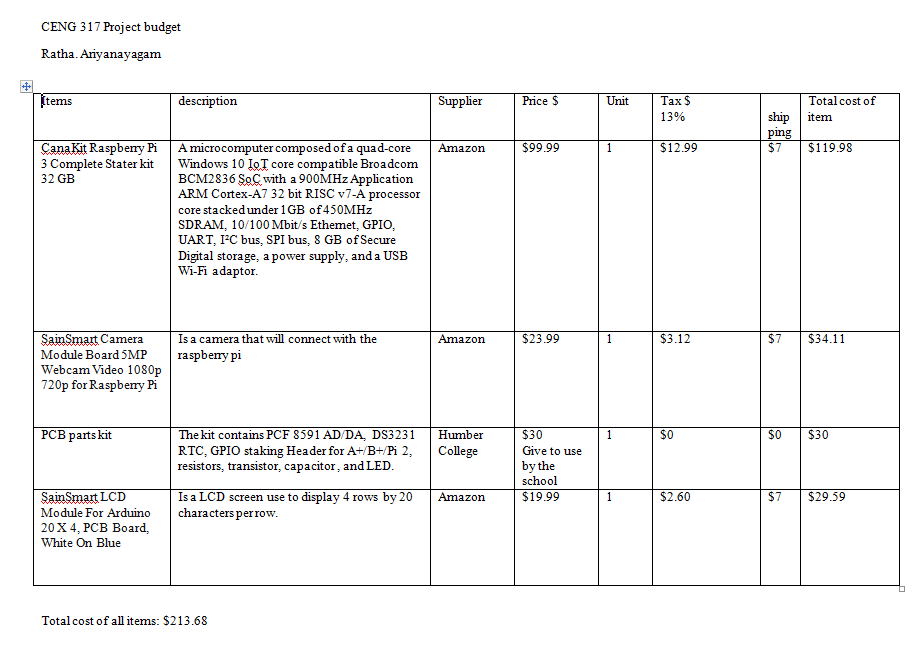 CENG 317 Project budget
Ratha. Ariyanayagam
Items
description
Supplier
Price $
Unit
Tax $
13%
ship
ping
Total cost of
item
CanaKit Raspberry Pi
3 Complete Stater kit
32 GB
A microcomputer composed of a quad-core
Windows 10 IoT core compatible Broadcom
BCM2836 SoC with a 900MHz Application
ARM Cortex-A7 32 bit RISC v7-A processor
core stacked under 1GB of 450MHz
SDRAM, 10/100 Mbit/s Ethernet, GPIO,
UART, I²C bus, SPI bus, 8 GB of Secure
Digital storage, a power supply, and a USB
Wi-Fi adaptor.
Amazon
$99.99
1
$12.99
$7
$119.98
SainSmart Camera
Module Board 5MP
Webcam Video 1080p
720p for Raspberry Pi
Is a camera that will connect with the
raspberry pi
Amazon
$23.99
1
$3.12
$7
$34.11
PCB parts kit
The kit contains PCF 8591 AD/DA, DS3231
RTC, GPIO staking Header for A+/B+/Pi 2,
resistors, transistor, capacitor, and LED.
Humber
College
$30
Give to use
by the
school
1
$0
$0
$30
SainSmart LCD
Module For Arduino
20 X 4, PCB Board,
White On Blue
Is a LCD screen use to display 4 rows by 20
characters per row.
Amazon
$19.99
1
$2.60
$7
$29.59
Total cost of all items: $213.68